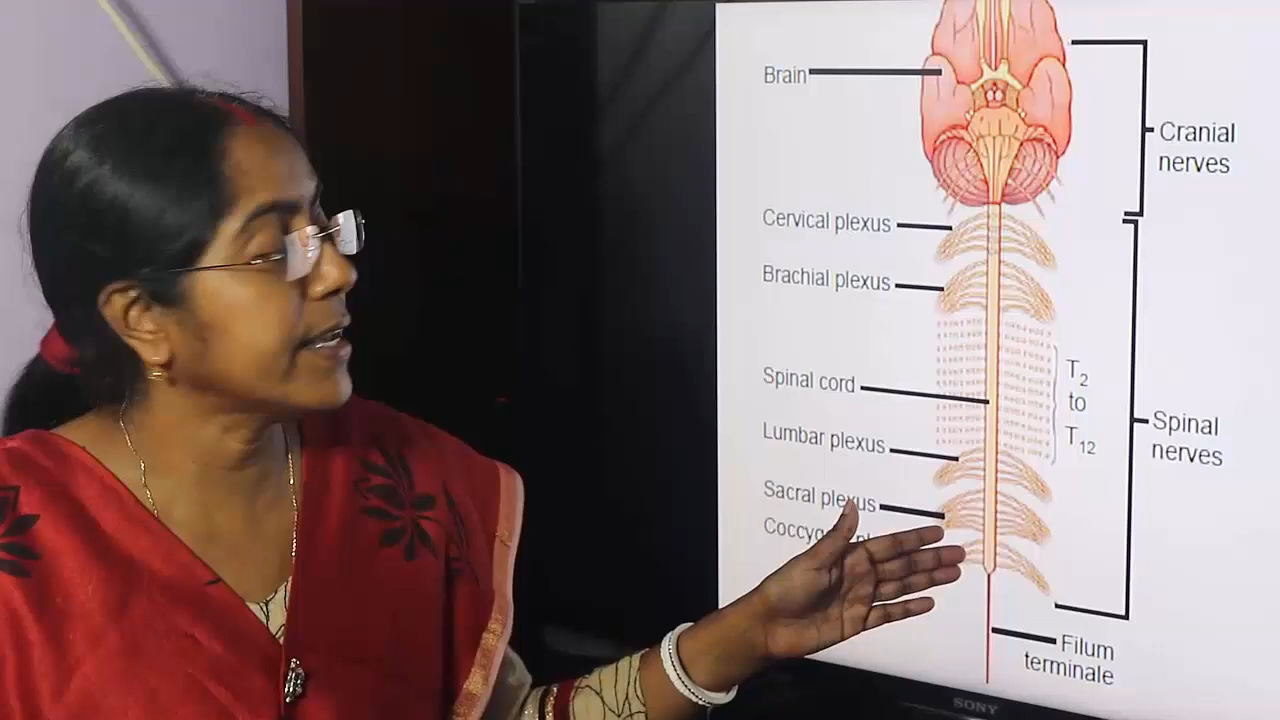 Brain
Cranial
nerves
Cervical plexus
Brachial plexus
T2
to
T12
Spinal cord
Spinal
nerves
Lumbar plexus
Sacral plexus
Filum
terminale
SONY